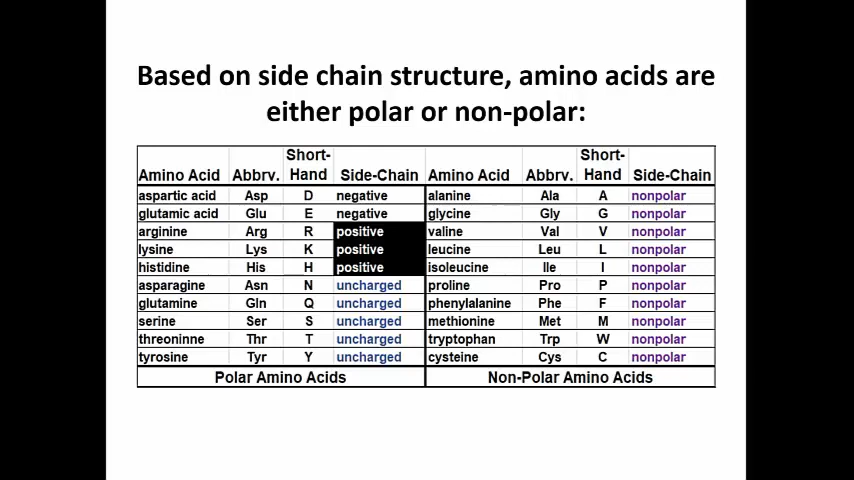 Based on side chain structure, amino acids are
either polar or non-polar:
Amino Acid Abbrv. Short-Hand Side-Chain Amino Acid Abbrv. Short-Hand Side-Chain
aspartic acid Asp D negative alanine Ala A nonpolar
glutamic acid Glu E negative glycine Gly G nonpolar
arginine Arg R positive valine Val V nonpolar
lysine Lys K positive leucine Leu L nonpolar
histidine His H positive isoleucine Ile I nonpolar
asparagine Asn N uncharged proline Pro P nonpolar
glutamine Gln Q uncharged phenylalanine Phe F nonpolar
serine Ser S uncharged methionine Met M nonpolar
threoninne Thr T uncharged tryptophan Trp W nonpolar
tyrosine Tyr Y uncharged cysteine Cys C nonpolar
Polar Amino Acids Non-Polar Amino Acids